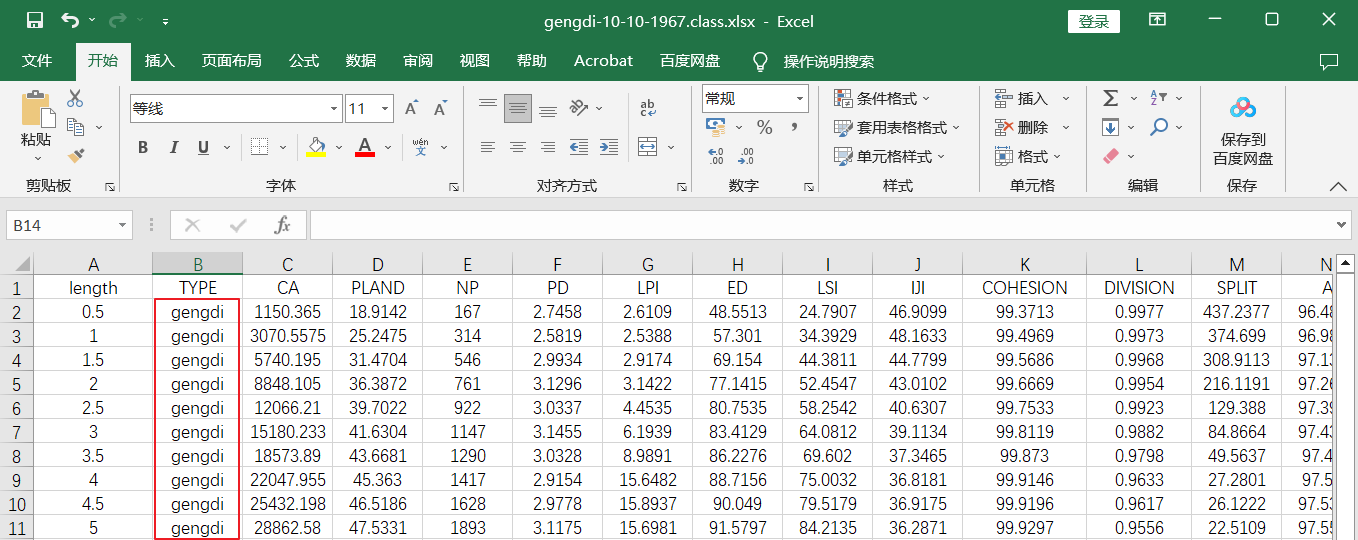 gengdi-10-10-1967.class.xlsx - Excel 登录
文件 开始 插入 页面布局 公式 数据 审阅 视图 帮助 Acrobat 百度网盘 操作说明搜索
粘贴 等线 11 A A ab 常规 条件格式 插入 Σ
套用表格格式 删除
B I U A wén 文 单元格样式 格式 保存到 百度网盘
剪贴板 字体 对齐方式 数字 样式 单元格 编辑 保存
B14 fx
A B C D E F G H I J K L M N
1 length TYPE CA PLAND NP PD LPI ED LSI IJI COHESION DIVISION SPLIT A
2 0.5 gengdi 1150.365 18.9142 167 2.7458 2.6109 48.5513 24.7907 46.9099 99.3713 0.9977 437.2377 96.48
3 1 gengdi 3070.5575 25.2475 314 2.5819 2.5388 57.301 34.3929 48.1633 99.4969 0.9973 374.699 96.98
4 1.5 gengdi 5740.195 31.4704 546 2.9934 2.9174 69.154 44.3811 44.7799 99.5686 0.9968 308.9113 97.13
5 2 gengdi 8848.105 36.3872 761 3.1296 3.1422 77.1415 52.4547 43.0102 99.6669 0.9954 216.1191 97.26
6 2.5 gengdi 12066.21 39.7022 922 3.0337 4.4535 80.7535 58.2542 40.6307 99.7533 0.9923 129.388 97.39
7 3 gengdi 15180.233 41.6304 1147 3.1455 6.1939 83.4129 64.0812 39.1134 99.8119 0.9882 84.8664 97.43
8 3.5 gengdi 18573.89 43.6681 1290 3.0328 8.9891 86.2276 69.602 37.3465 99.873 0.9798 49.5637 97.4
9 4 gengdi 22047.955 45.363 1417 2.9154 15.6482 88.7156 75.0032 36.8181 99.9146 0.9633 27.2801 97.5
10 4.5 gengdi 25432.198 46.5186 1628 2.9778 15.8937 90.049 79.5179 36.9175 99.9196 0.9617 26.1222 97.53
11 5 gengdi 28862.58 47.5331 1893 3.1175 15.6981 91.5797 84.2135 36.2871 99.9297 0.9556 22.5109 97.55